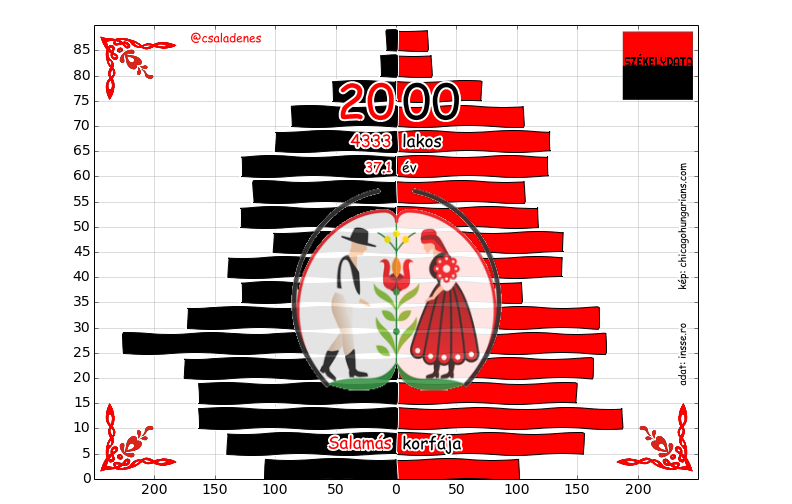 @csaladenes
SZÉKELYDATA
2000
4333 lakos
37.1 év
kép: chicagohungarians.com
adat: insse.ro
Salamás korfája
85
80
75
70
65
60
55
50
45
40
35
30
25
20
15
10
5
0
200 150 100 50 0 50 100 150 200